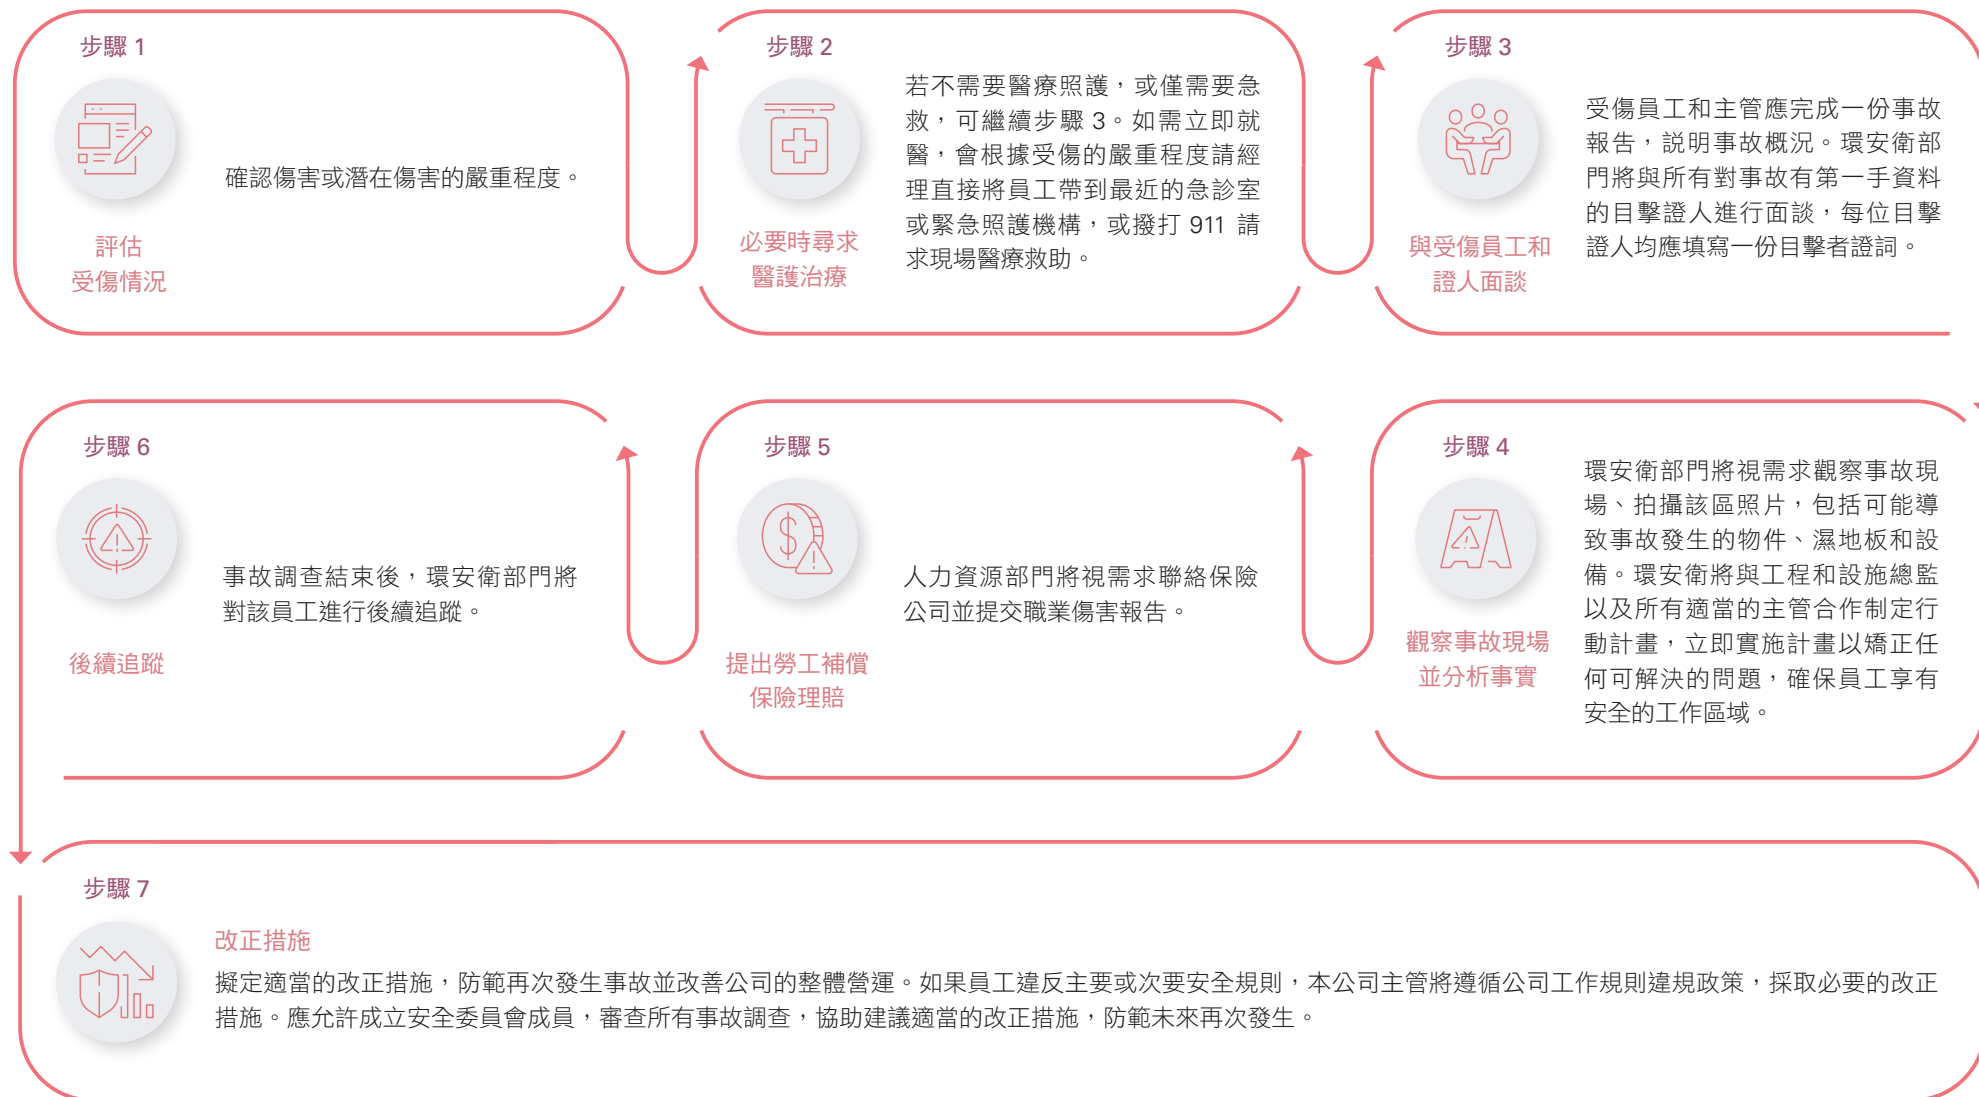 步驟 1
評估
受傷情況
確認傷害或潛在傷害的嚴重程度。
步驟 2
必要時尋求
醫護治療
若不需要醫療照護，或僅需要急
救，可繼續步驟 3。如需立即就
醫，會根據受傷的嚴重程度請經
理直接將員工帶到最近的急診室
或緊急照護機構，或撥打 911 請
求現場醫療救助。
步驟 3
與受傷員工和
證人面談
受傷員工和主管應完成一份事故
報告，說明事故概況。環安衛部
門將與所有對事故有第一手資料
的目擊證人進行面談，每位目擊
證人均應填寫一份目擊者證詞。
步驟 4
觀察事故現場
並分析事實
環安衛部門將視需求觀察事故現
場、拍攝該區照片，包括可能導
致事故發生的物件、濕地板和設
備。環安衛將與工程和設施總監
以及所有適當的主管合作制定行
動計畫，立即實施計畫以矯正任
何可解決的問題，確保員工享有
安全的工作區域。
步驟 5
提出勞工補償
保險理賠
人力資源部門將視需求聯絡保險
公司並提交職業傷害報告。
步驟 6
後續追蹤
事故調查結束後，環安衛部門將
對該員工進行後續追蹤。
步驟 7
改正措施
擬定適當的改正措施，防範再次發生事故並改善公司的整體營運。如果員工違反主要或次要安全規則，本公司主管將遵循公司工作規則違規政策，採取必要的改正
措施。應允許成立安全委員會成員，審查所有事故調查，協助建議適當的改正措施，防範未來再次發生。